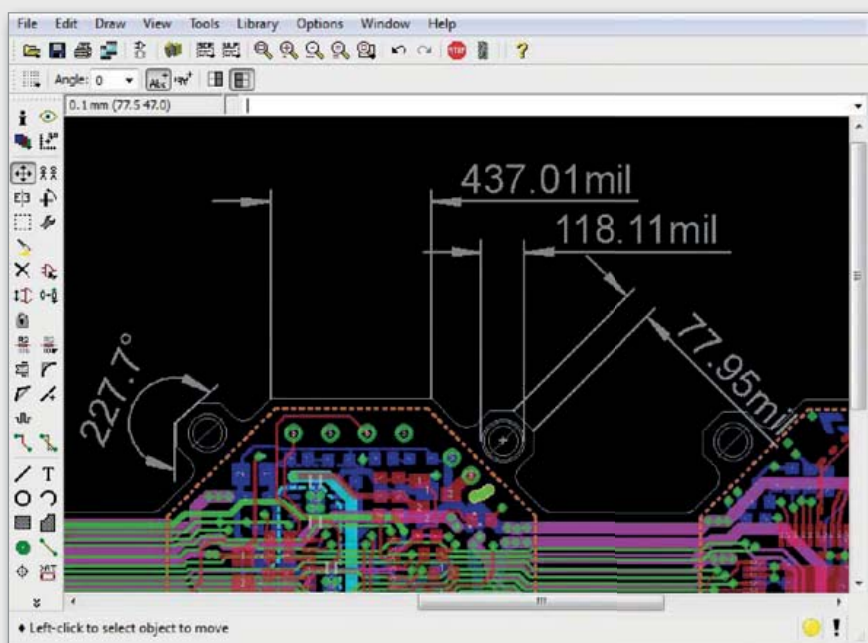 File Edit Draw View Tools Library Options Window Help
Angle: 0
0.1 mm (77.5 47.0)
437.01mil
118.11mil
77.95mil
227.7°
Left-click to select object to move